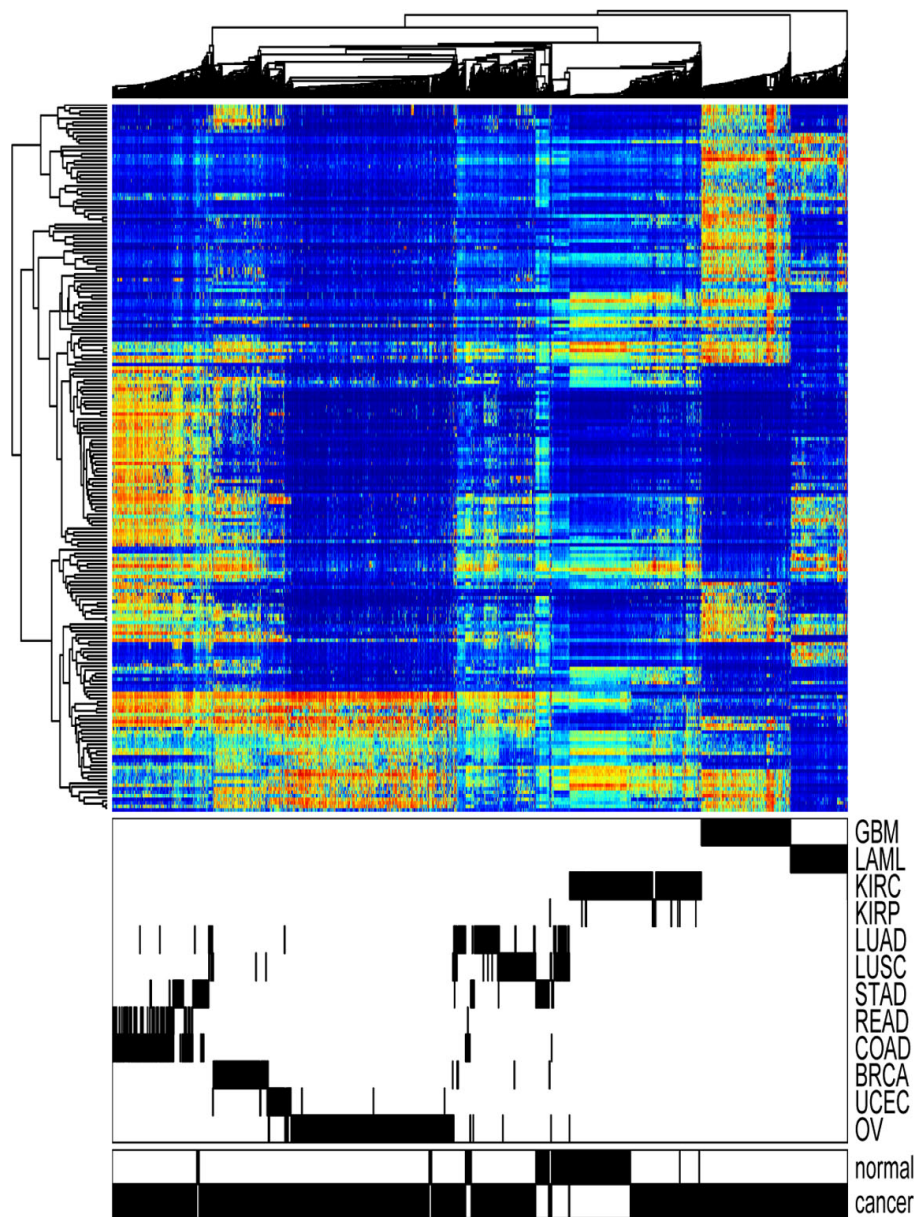 GBM
LAML
KIRC
KIRP
LUAD
LUSC
STAD
READ
COAD
BRCA
UCEC
OV
normal
cancer